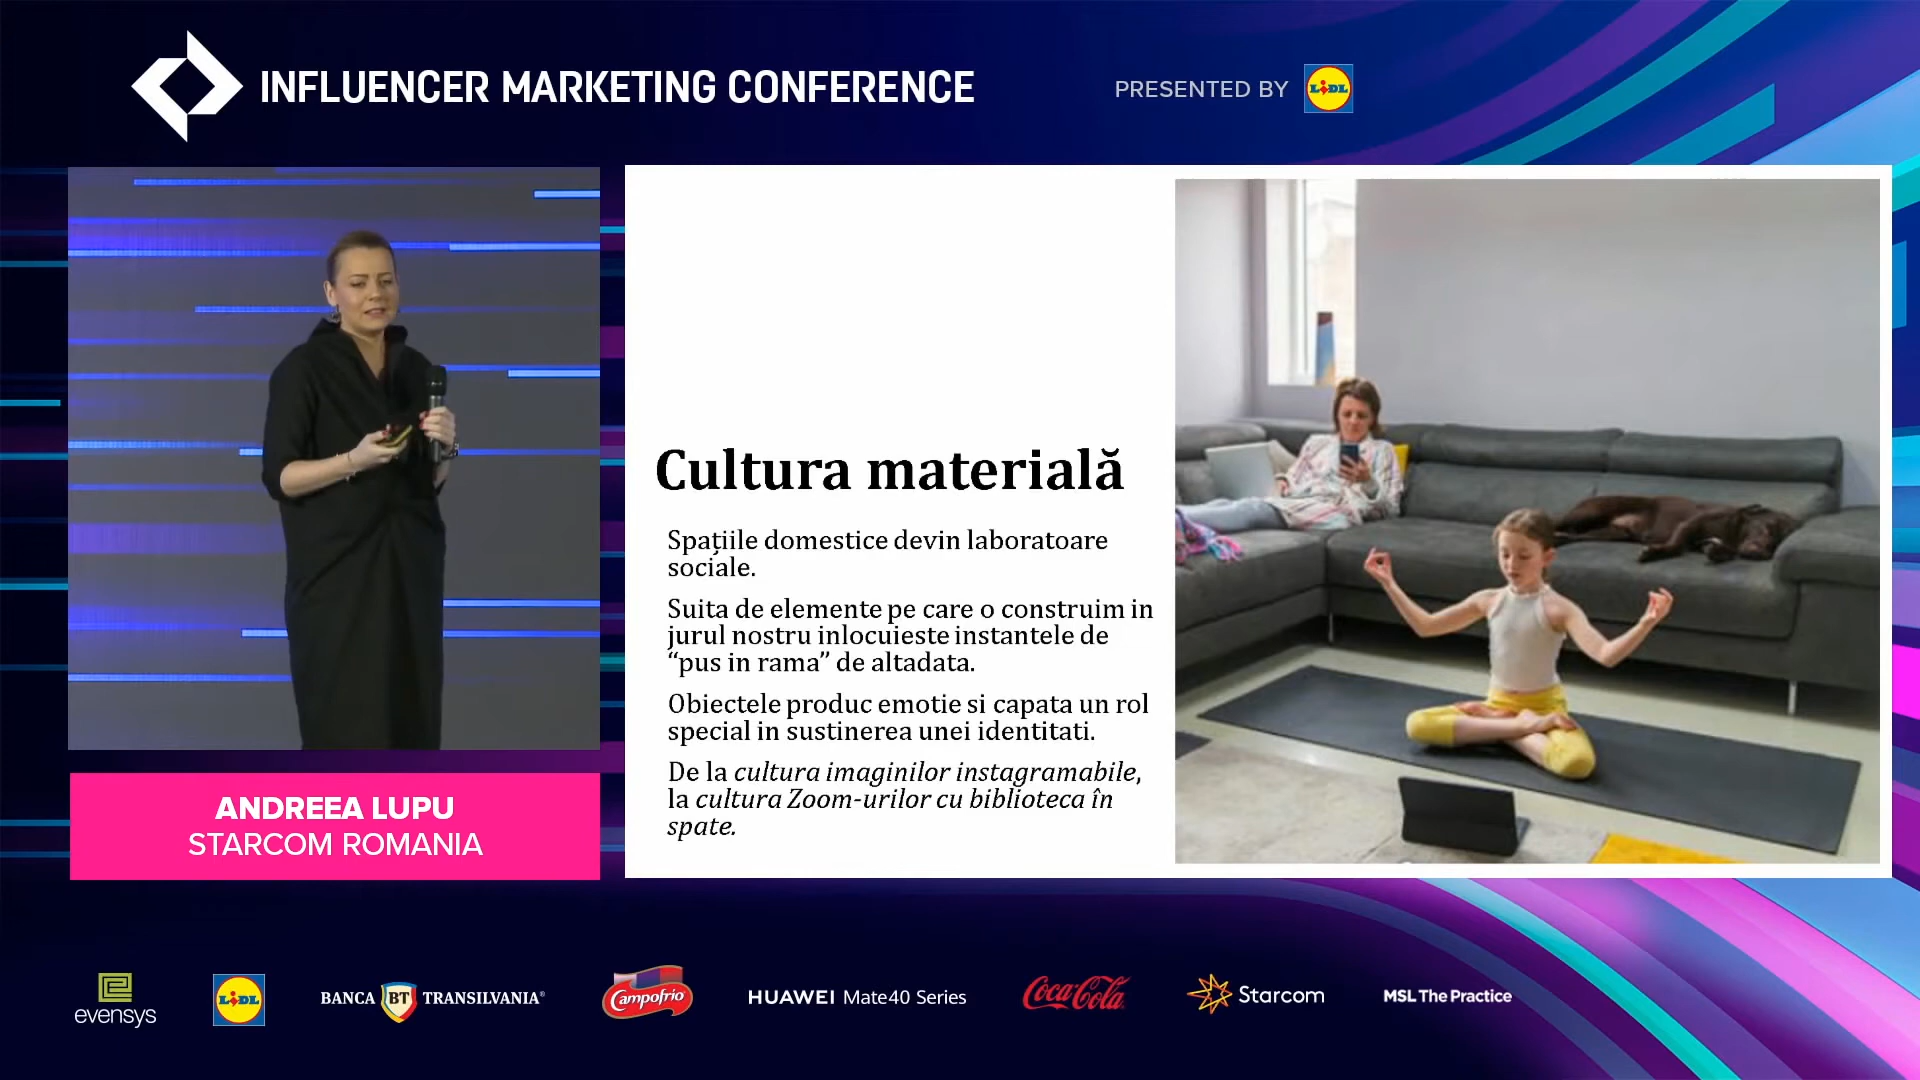 INFLUENCER MARKETING CONFERENCE
PRESENTED BY
LIDL
Cultura materială
Spațiile domestice devin laboratoare
sociale.
Suita de elemente pe care o construim in
jurul nostru inlocuieste instantele de
“pus in rama” de altadata.
Obiectele produc emotie si capata un rol
special in sustinerea unei identitati.
De la cultura imaginilor instagramabile,
la cultura Zoom-urilor cu biblioteca în
spate.
ANDREEA LUPU
STARCOM ROMANIA
evensys
LIDL
BANCA BT TRANSILVANIA®
Campofrío
HUAWEI Mate40 Series
Coca-Cola
Starcom
MSL The Practice